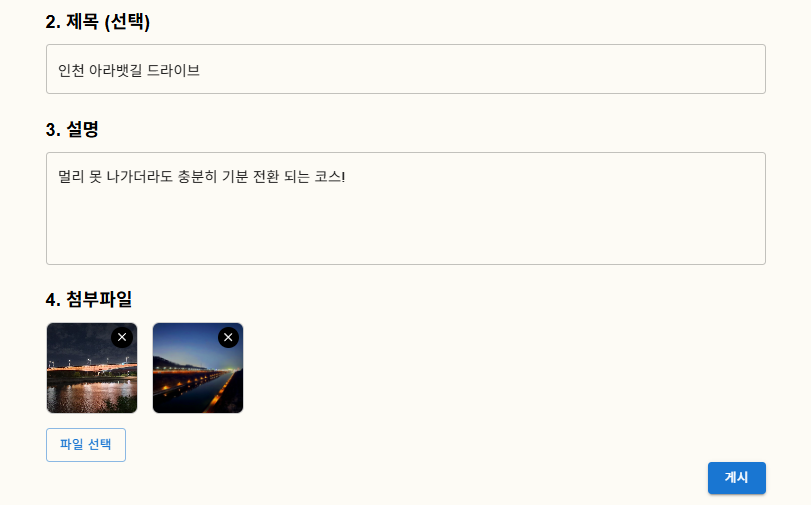 2. 제목 (선택)
인천 아라뱃길 드라이브
3. 설명
멀리 못 나가더라도 충분히 기분 전환 되는 코스!
4. 첨부파일
파일 선택
게시